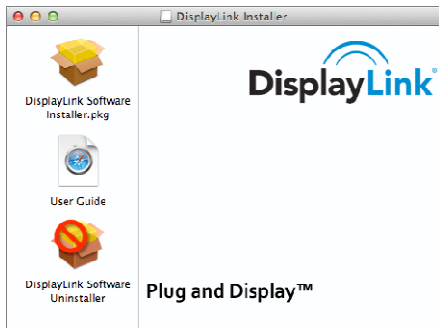 DisplayLink Installer
DisplayLink Software
Installer.pkg
User Guide
DisplayLink Software
Uninstaller
DisplayLink®
Plug and Display™